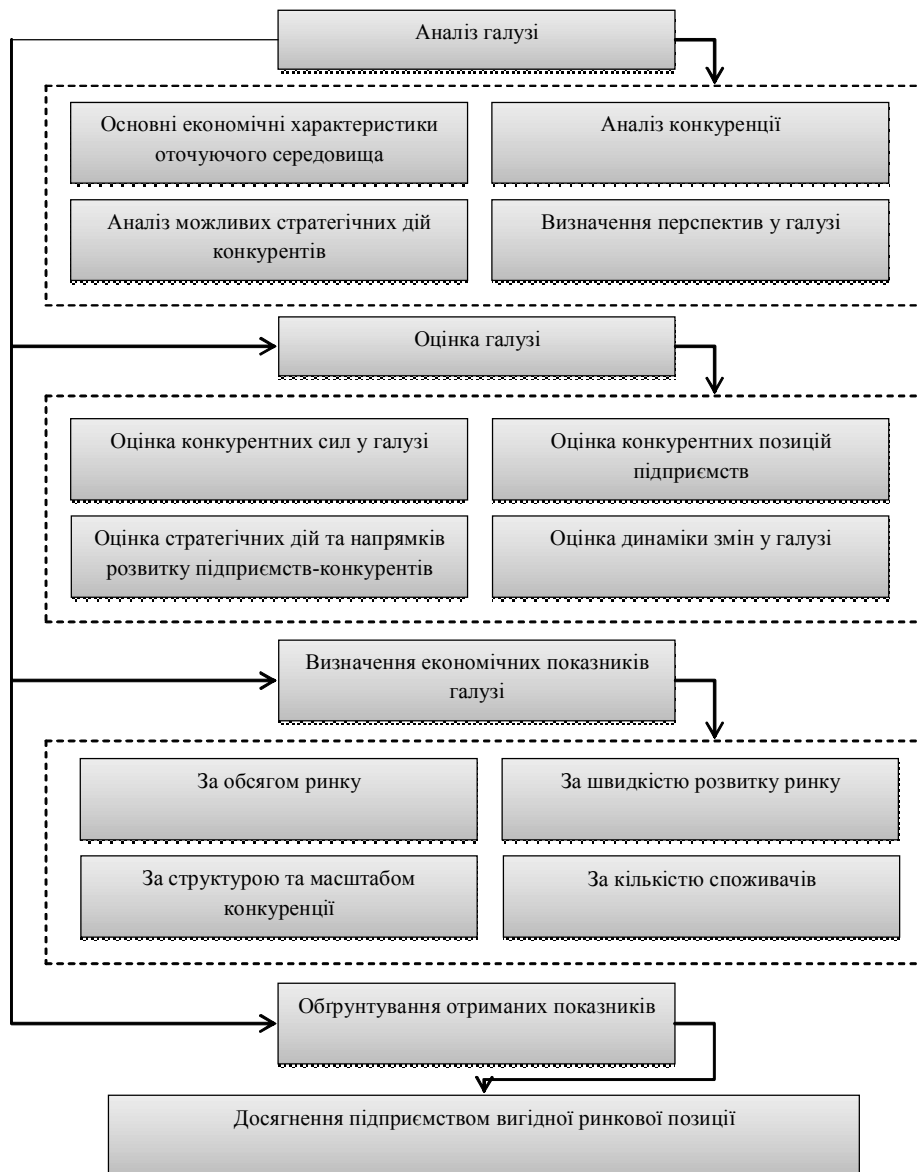 Аналіз галузі
Основні економічні характеристики
оточуючого середовища
Аналіз конкуренції
Аналіз можливих стратегічних дій
конкурентів
Визначення перспектив у галузі
Оцінка галузі
Оцінка конкурентних сил у галузі
Оцінка конкурентних позицій
підприємств
Оцінка стратегічних дій та напрямків
розвитку підприємств-конкурентів
Оцінка динаміки змін у галузі
Визначення економічних показників
галузі
За обсягом ринку
За швидкістю розвитку ринку
За структурою та масштабом
конкуренції
За кількістю споживачів
Обґрунтування отриманих показників
Досягнення підприємством вигідної ринкової позиції